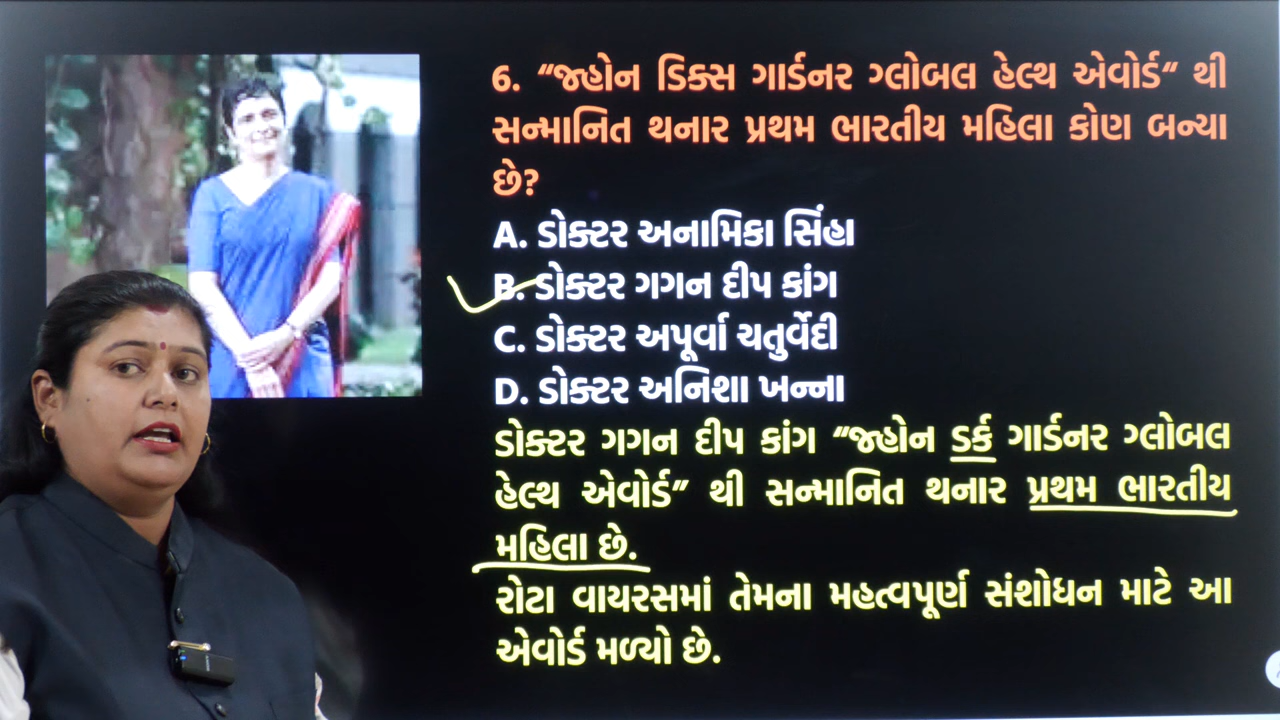 6. “જ્હોન ડિક્સ ગાર્ડનર ગ્લોબલ હેલ્થ એવોર્ડ“ થી
સન્માનિત થનાર પ્રથમ ભારતીય મહિલા કોણ બન્યા
છે?
A. ડોક્ટર અનામિકા સિંહા
B. ડોક્ટર ગગન દીપ કાંગ
C. ડોક્ટર અપૂર્વા ચતુર્વેદી
D. ડોક્ટર અનિશા ખન્ના
ડોક્ટર ગગન દીપ કાંગ “જ્હોન ડર્ક ગાર્ડનર ગ્લોબલ
હેલ્થ એવોર્ડ” થી સન્માનિત થનાર પ્રથમ ભારતીય
મહિલા છે.
રોટા વાયરસમાં તેમના મહત્વપૂર્ણ સંશોધન માટે આ
એવોર્ડ મળ્યો છે.